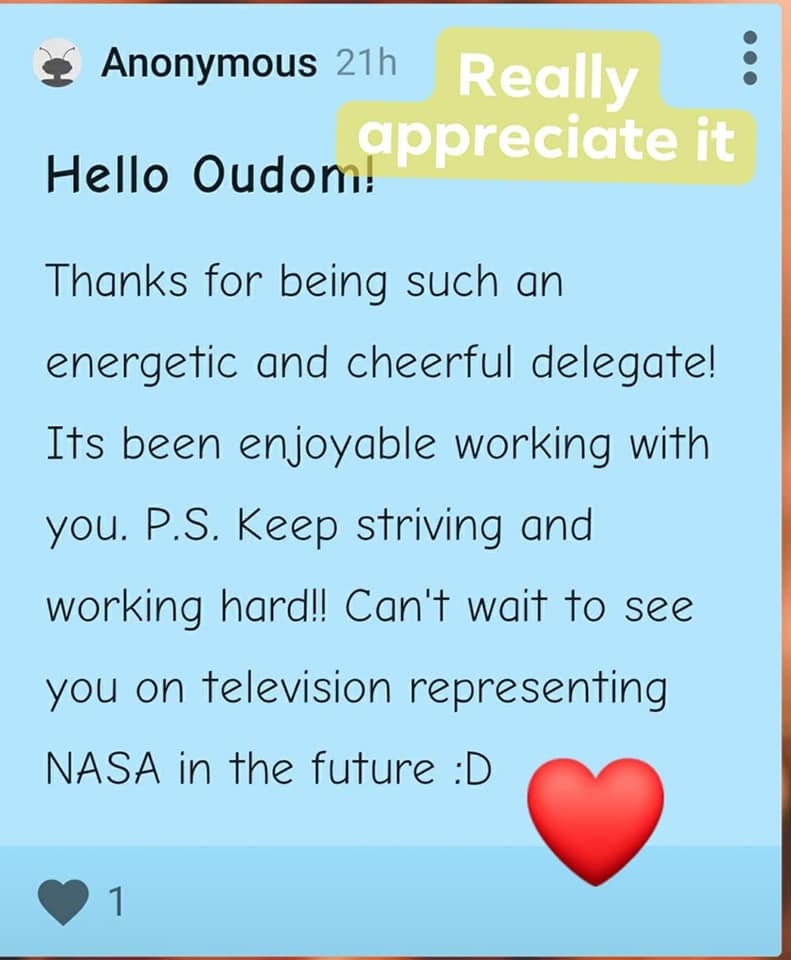 Anonymous 21h
Really
appreciate it
Hello Oudom!
Thanks for being such an
energetic and cheerful delegate!
Its been enjoyable working with
you. P.S. Keep striving and
working hard!! Can't wait to see
you on television representing
NASA in the future :D
1